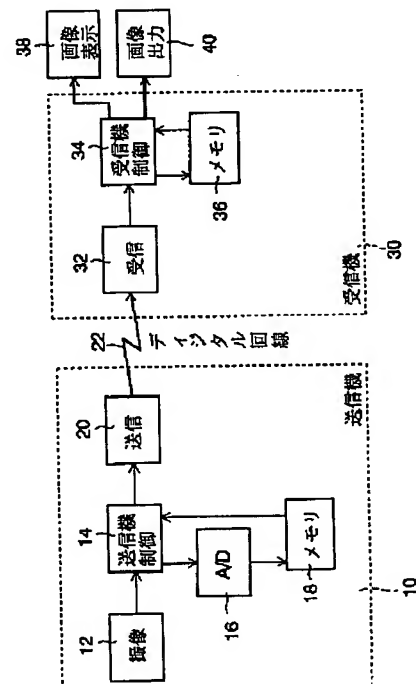 12
撮像
14
送信機
制御
20
送信
A/D
16
18
メモリ
10
送信機
22
ディジタル回線
32
受信
34
受信機
制御
36
メモリ
30
受信機
38
画像
表示
画像
出力
40